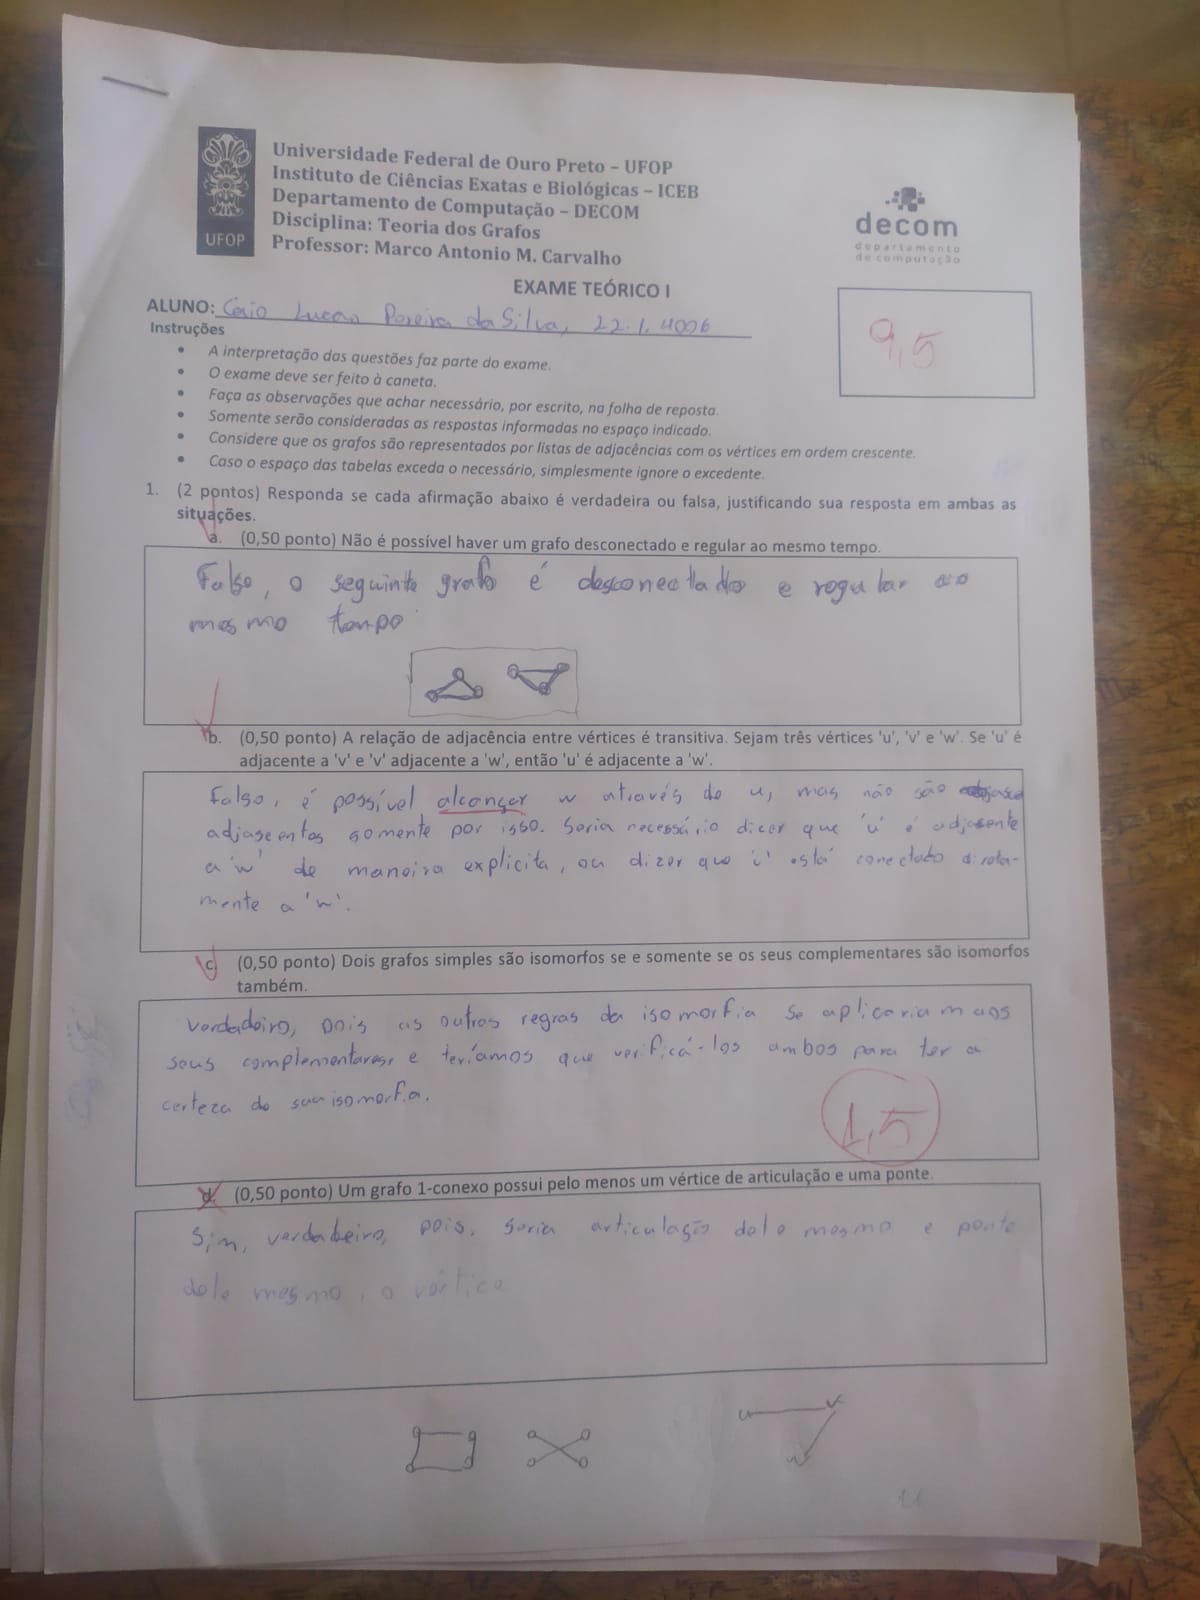 Universidade Federal de Ouro Preto – UFOP
Instituto de Ciências Exatas e Biológicas – ICEB
Departamento de Computação – DECOM
Disciplina: Teoria dos Grafos
Professor: Marco Antonio M. Carvalho
UFOP
decom
departamento
de computação
EXAME TEÓRICO I
ALUNO: Caio Lucas Pereira da Silva, 22.1.4006
9,5
Instruções
• A interpretação das questões faz parte do exame.
• O exame deve ser feito à caneta.
• Faça as observações que achar necessário, por escrito, na folha de reposta.
• Somente serão consideradas as respostas informadas no espaço indicado.
• Considere que os grafos são representados por listas de adjacências com os vértices em ordem crescente.
• Caso o espaço das tabelas exceda o necessário, simplesmente ignore o excedente.
1. (2 pontos) Responda se cada afirmação abaixo é verdadeira ou falsa, justificando sua resposta em ambas as
situações.
a. (0,50 ponto) Não é possível haver um grafo desconectado e regular ao mesmo tempo.
Falso, o seguinte grafo é desconectado e regular ao
mesmo tempo
b. (0,50 ponto) A relação de adjacência entre vértices é transitiva. Sejam três vértices 'u', 'v' e 'w'. Se 'u' é
adjacente a 'v' e 'v' adjacente a 'w', então 'u' é adjacente a 'w'.
Falso, é possível alcançar w através de u, mas não são
adjasentes somente por isso. Seria necessário dizer que 'u' é adjasente
a 'w' de maneira explicita, ou dizer que está conectado direta-
mente a 'w'.
c. (0,50 ponto) Dois grafos simples são isomorfos se e somente se os seus complementares são isomorfos
também.
verdadeiro, pois as outras regras da isomorfia se aplicariam aos
seus complementares, e teríamos que verificá-los ambos para ter a
certeza de sua isomorfia.
1,5
d. (0,50 ponto) Um grafo 1-conexo possui pelo menos um vértice de articulação e uma ponte.
Sim, verdadeiro, pois, seria articulação dele mesmo e ponte
dele mesmo, o vértice
u v
w